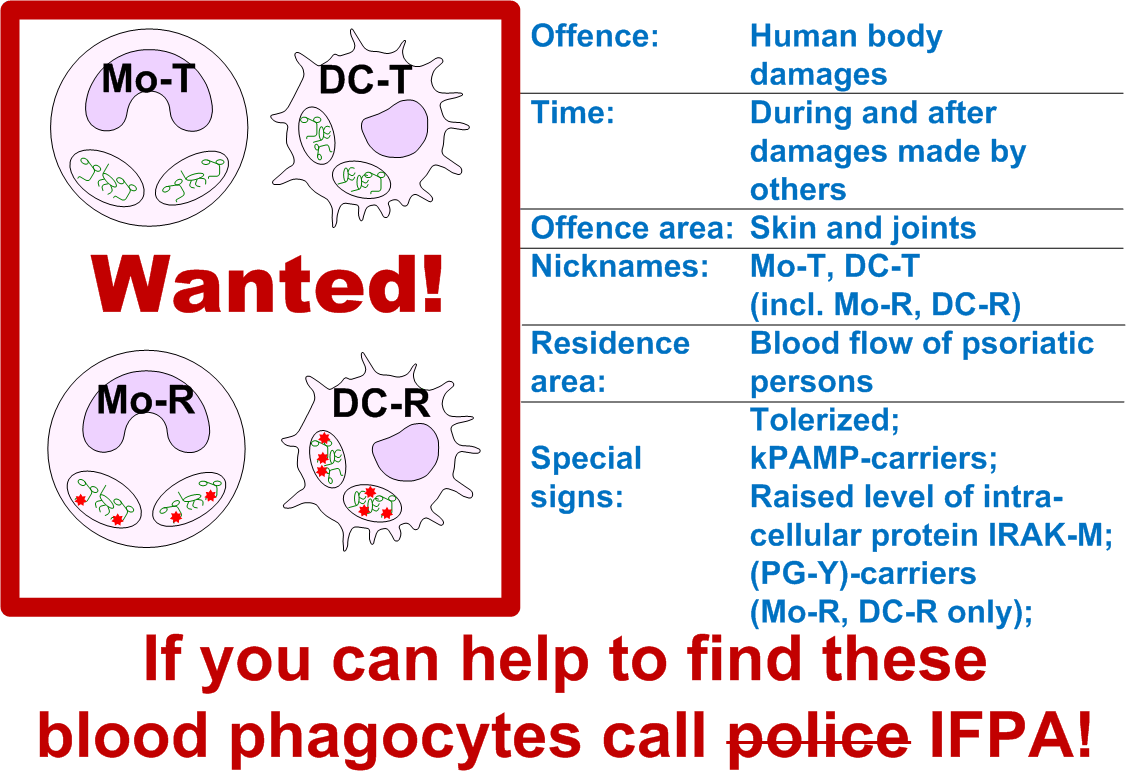 Mo-T DC-T
Wanted!
Mo-R DC-R
Offence: Human body
damages
Time: During and after
damages made by
others
Offence area: Skin and joints
Nicknames: Mo-T, DC-T
(incl. Mo-R, DC-R)
Residence Blood flow of psoriatic
area: persons
Tolerized;
Special kPAMP-carriers;
signs: Raised level of intra-
cellular protein IRAK-M;
(PG-Y)-carriers
(Mo-R, DC-R only);
If you can help to find these
blood phagocytes call police IFPA!